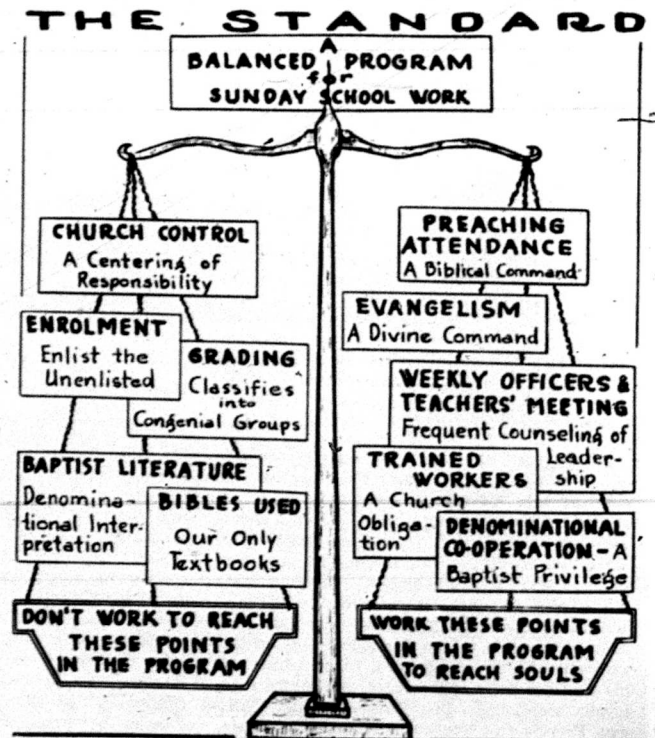 THE STANDARD
A
BALANCED PROGRAM
for
SUNDAY SCHOOL WORK
CHURCH CONTROL
A Centering of
Responsibility
ENROLMENT
Enlist the
Unenlisted
GRADING
Classifies
into
Congenial Groups
BAPTIST LITERATURE
Denomina-
tional Inter-
pretation
BIBLES USED
Our Only
Textbooks
DON'T WORK TO REACH
THESE POINTS
IN THE PROGRAM
PREACHING
ATTENDANCE
A Biblical Command
EVANGELISM
A Divine Command
WEEKLY OFFICERS &
TEACHERS' MEETING
Frequent Counseling of
Leader-
ship
TRAINED
WORKERS
A Church
Obliga-
tion
DENOMINATIONAL
CO-OPERATION - A
Baptist Privilege
WORK THESE POINTS
IN THE PROGRAM
TO REACH SOULS